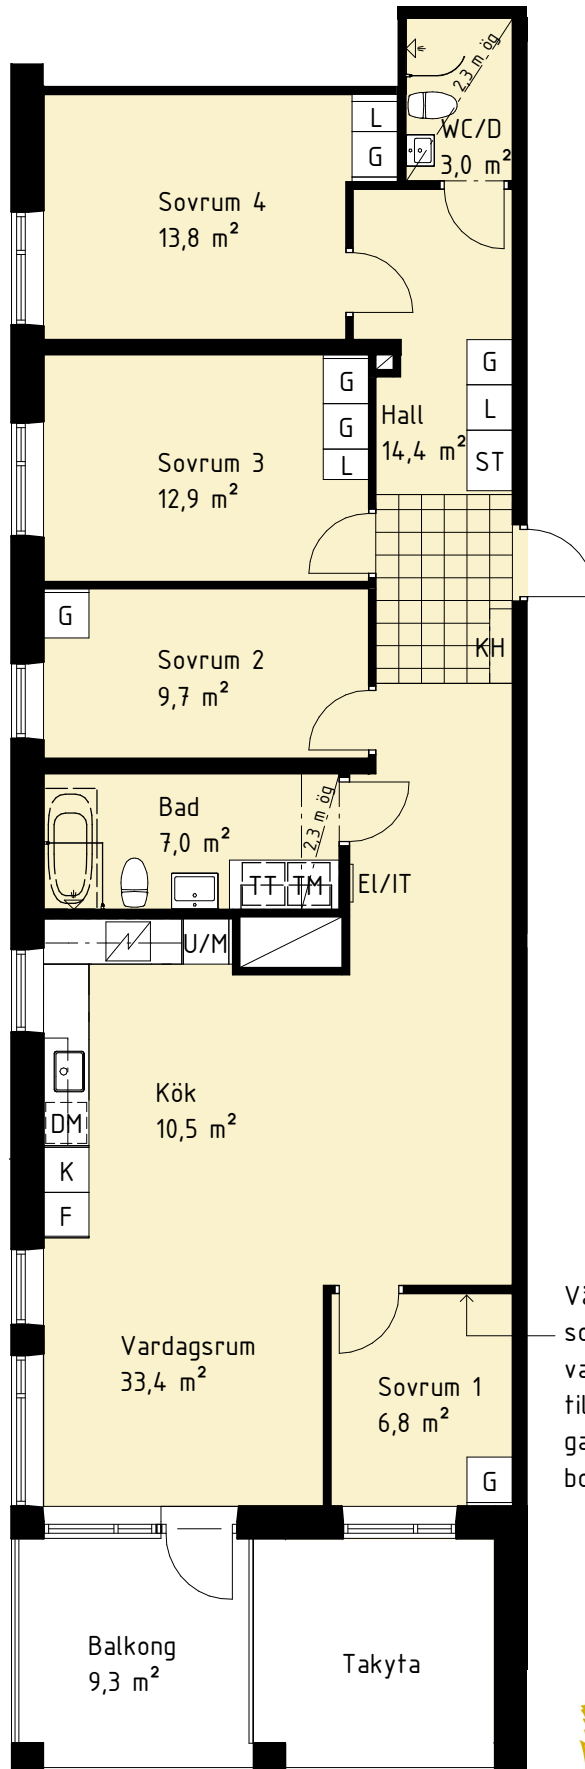 2.3 m ög
WC/D
3,0 m²
L
G
Sovrum 4
13,8 m²
G
L
ST
Hall
14,4 m²
G
G
L
Sovrum 3
12,9 m²
KH
G
Sovrum 2
9,7 m²
Bad
7,0 m²
2.3 m ög
TT TM
El/IT
U/M
Kök
10,5 m²
DM
K
F
Vardagsrum
33,4 m²
Sovrum 1
6,8 m²
G
Balkong
9,3 m²
Takyta